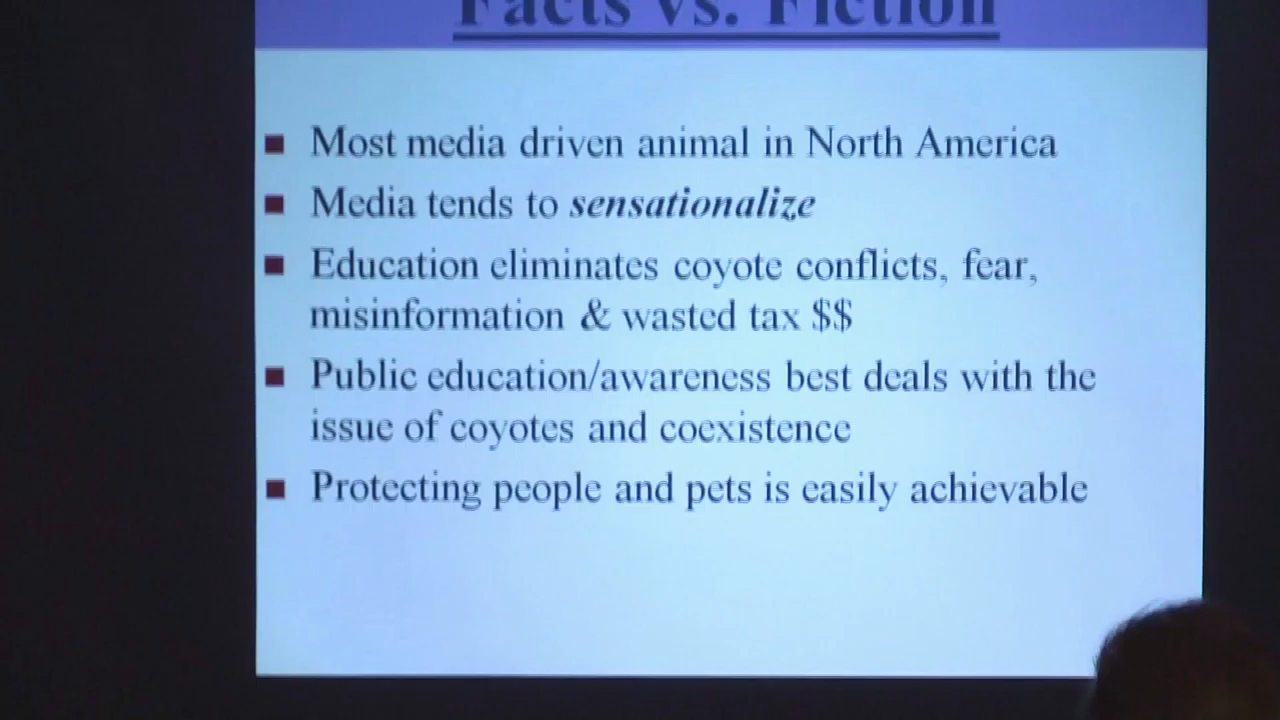 Facts vs. Fiction
Most media driven animal in North America
Media tends to sensationalize
Education eliminates coyote conflicts, fear,
misinformation & wasted tax $$
Public education/awareness best deals with the
issue of coyotes and coexistence
Protecting people and pets is easily achievable